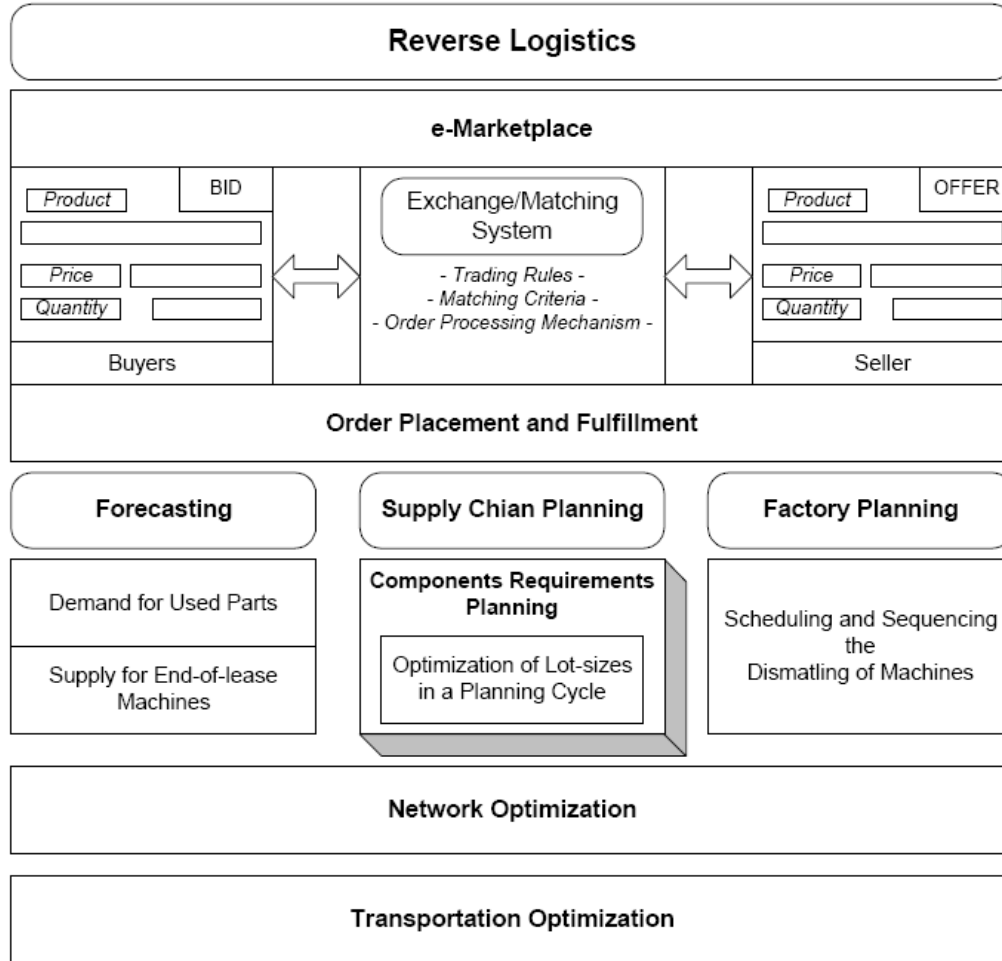 Reverse Logistics
e-Marketplace
BID
Product
Price
Quantity
Buyers
Exchange/Matching
System
- Trading Rules -
- Matching Criteria -
- Order Processing Mechanism -
OFFER
Product
Price
Quantity
Seller
Order Placement and Fulfillment
Forecasting
Demand for Used Parts
Supply for End-of-lease
Machines
Supply Chian Planning
Components Requirements
Planning
Optimization of Lot-sizes
in a Planning Cycle
Factory Planning
Scheduling and Sequencing
the
Dismatling of Machines
Network Optimization
Transportation Optimization